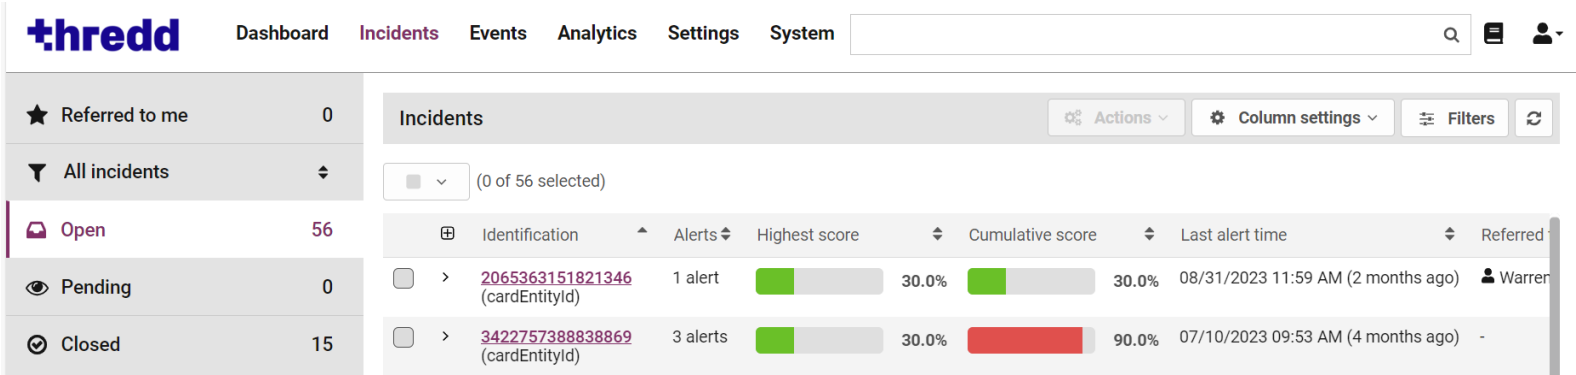 thredd
Dashboard Incidents Events Analytics Settings System
Referred to me 0
All incidents
Open 56
Pending 0
Closed 15
Incidents Actions Column settings Filters
(0 of 56 selected)
Identification Alerts Highest score Cumulative score Last alert time Referred
2065363151821346 1 alert 30.0% 30.0% 08/31/2023 11:59 AM (2 months ago) Warren
(cardEntityId)
3422757388838869 3 alerts 30.0% 90.0% 07/10/2023 09:53 AM (4 months ago) -
(cardEntityId)